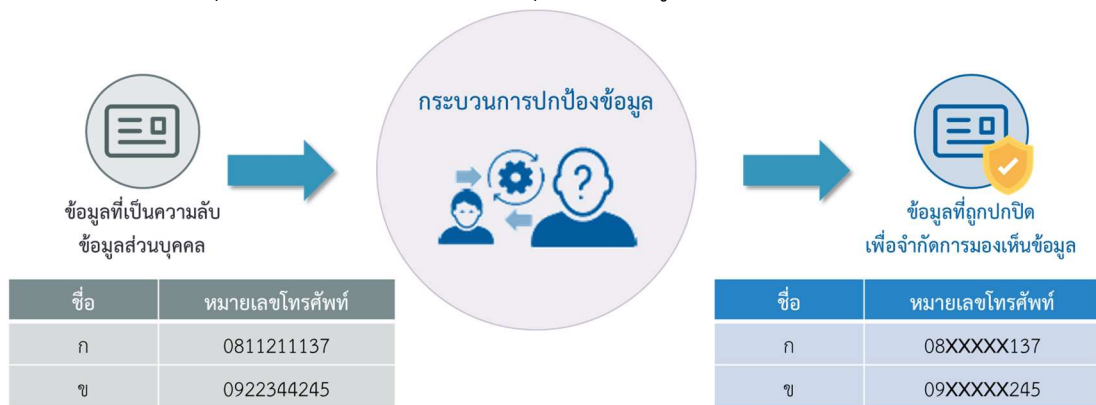 กระบวนการปกป้องข้อมูล
?
ข้อมูลที่เป็นความลับ
ข้อมูลส่วนบุคคล
ข้อมูลที่ถูกปกปิด
เพื่อจำกัดการมองเห็นข้อมูล
ชื่อ หมายเลขโทรศัพท์
ก 0811211137
ข 0922344245
ชื่อ หมายเลขโทรศัพท์
ก 08XXXXX137
ข 09XXXXX245